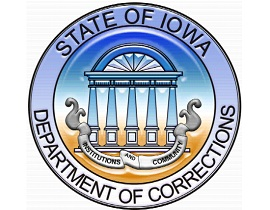 STATE OF IOWA
INSTITUTIONS AND COMMUNITY
DEPARTMENT OF CORRECTIONS